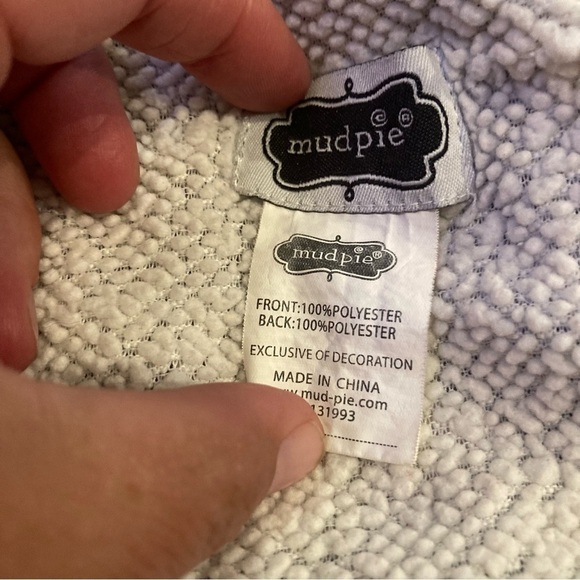 mudpie®
mudpie®
FRONT:100%POLYESTER
BACK:100%POLYESTER
EXCLUSIVE OF DECORATION
MADE IN CHINA
.mud-pie.com
131993